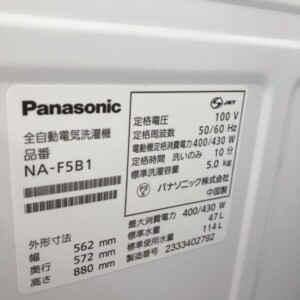 Panasonic
全自動電気洗濯機
品番
NA-F5B1
外形寸法
幅 562 mm
奥行 572 mm
高さ 880 mm
JET
定格電圧 100 V
定格周波数 50/60 Hz
電動機定格消費電力 400/430 W
定格時間 洗いのみ 10 分
標準洗濯容量 5.0 kg
PS E
パナソニック株式会社
中国製
最大消費電力 400/430 W
標準水量 47 L
標準使用水量 114 L
製造番号 2333402792